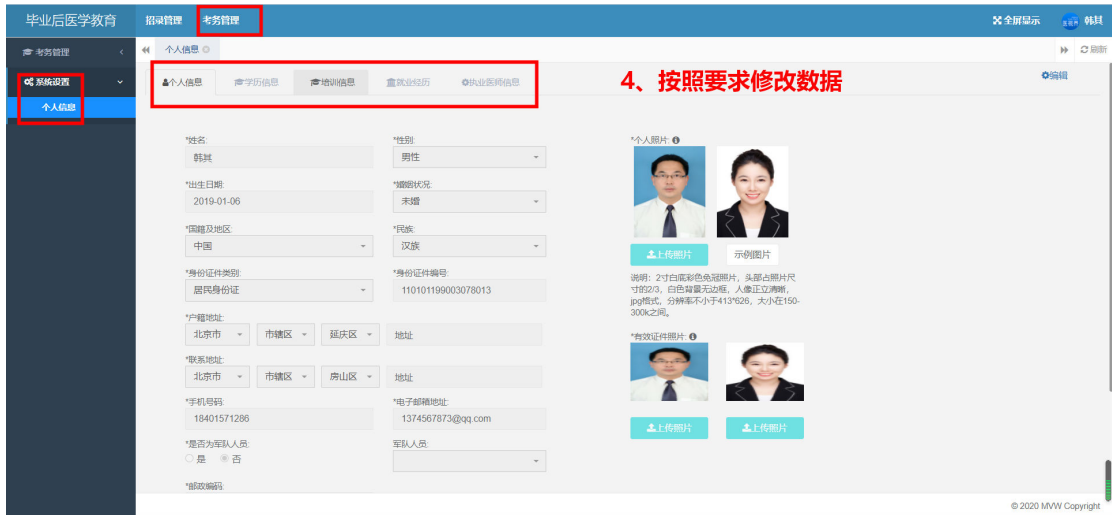 毕业后医学教育 招录管理 考务管理 全屏显示 韩其
考务管理 个人信息 刷新
系统设置 个人信息 学历信息 培训信息 就业经历 执业医师信息 4、按照要求修改数据 编辑
个人信息
*姓名: *性别: *个人照片:
韩其 男性
*出生日期: *婚姻状况:
2019-01-06 未婚
*国籍及地区: *民族:
中国 汉族
上传照片 示例图片
*身份证件类别: *身份证件编号:
居民身份证 110101199003078013
说明：2寸白底彩色免冠照片，头部占照片尺
寸的2/3，白色背景无边框，人像正立清晰，
jpg格式，分辨率不小于413*626，大小在150-
300k之间。
*户籍地址:
北京市 市辖区 延庆区 地址
*有效证件照片:
*联系地址:
北京市 市辖区 房山区 地址
*手机号码: *电子邮箱地址:
18401571286 1374567873@qq.com
上传照片 上传照片
*是否为军队人员: 军队人员:
是 否
*邮政编码:
© 2020 MVW Copyright